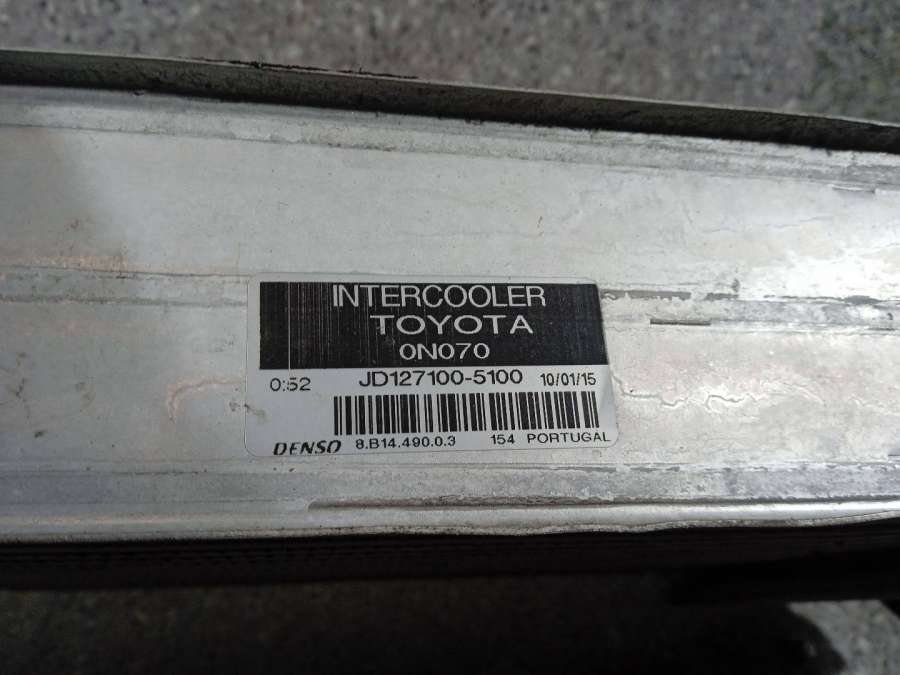 INTERCOOLER
TOYOTA
0N070
0:52 JD127100-5100 10/01/15
DENSO 8.B14.490.0.3 154 PORTUGAL